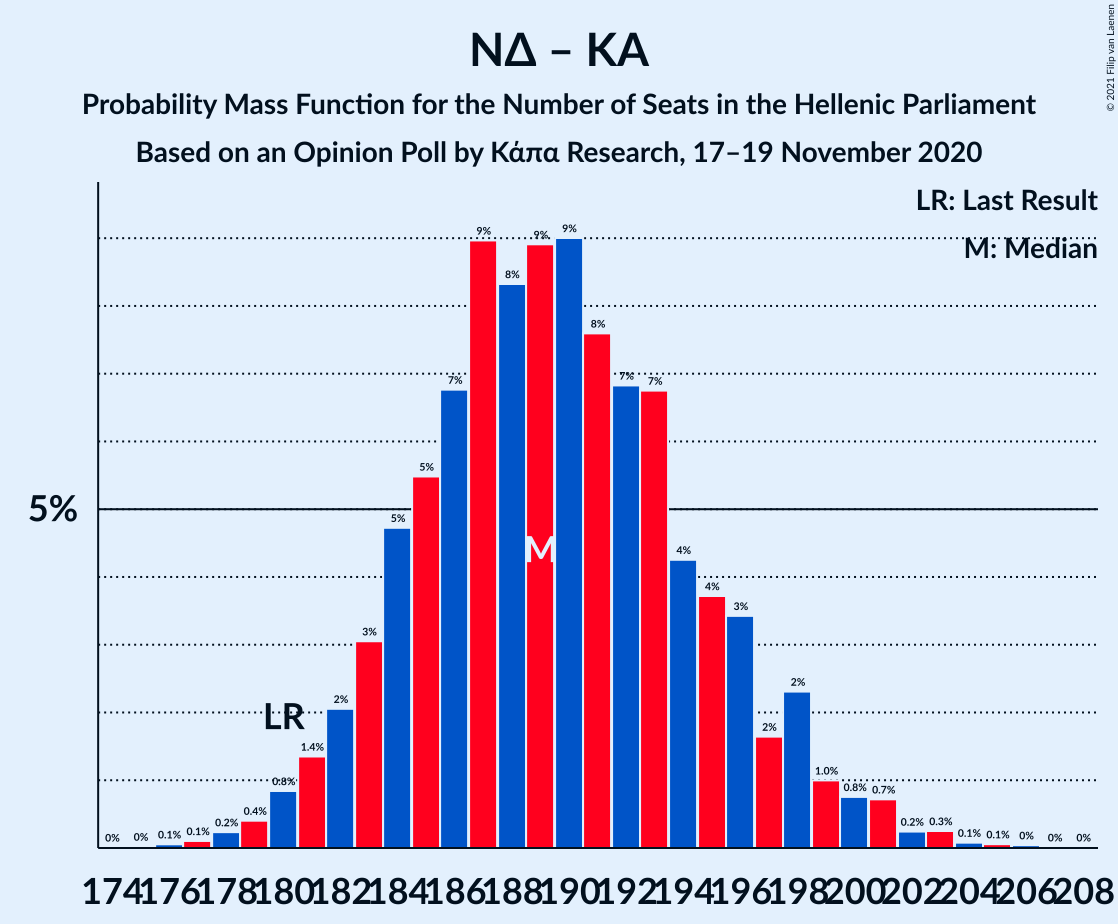 ΝΔ – ΚΑ
Probability Mass Function for the Number of Seats in the Hellenic Parliament
Based on an Opinion Poll by Κάπα Research, 17–19 November 2020
© 2021 Filip van Laenen
LR: Last Result
M: Median
5%
LR
M
0% 0% 0.1% 0.1% 0.2% 0.4% 0.8% 1.4% 2% 3% 5% 5% 7% 9% 8% 9% 9% 8% 7% 7% 4% 4% 3% 2% 2% 1.0% 0.8% 0.7% 0.2% 0.3% 0.1% 0.1% 0% 0% 0%
174 176 178 180 182 184 186 188 190 192 194 196 198 200 202 204 206 208